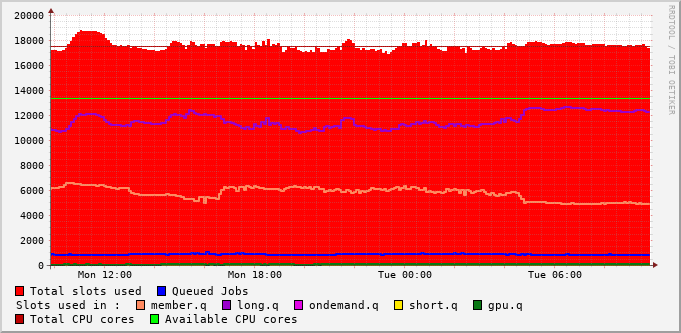 RRDTOOL / TOBI OETIKER
20000
18000
16000
14000
12000
10000
8000
6000
4000
2000
0
Mon 12:00 Mon 18:00 Tue 00:00 Tue 06:00
Total slots used Queued Jobs
Slots used in : member.q long.q ondemand.q short.q gpu.q
Total CPU cores Available CPU cores